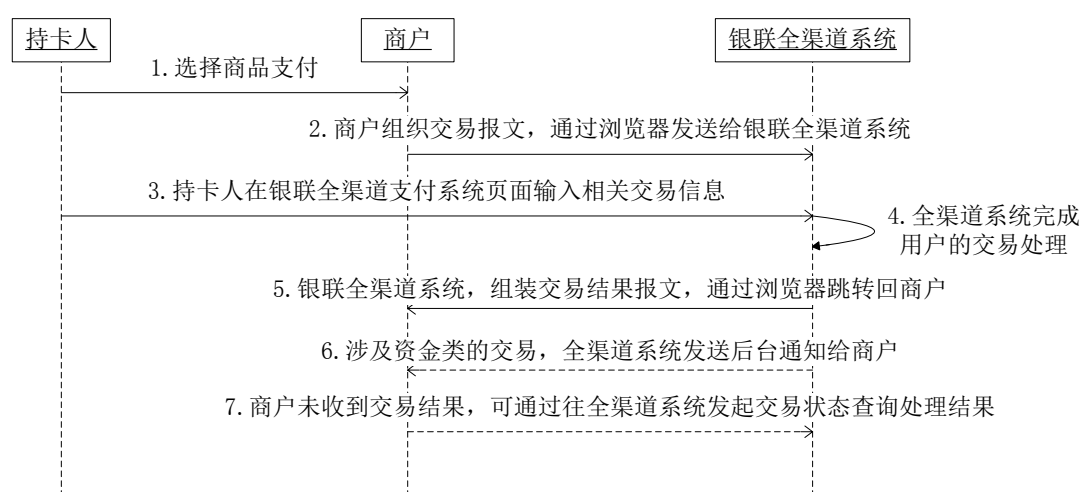 持卡人
商户
银联全渠道系统
1.选择商品支付
2.商户组织交易报文，通过浏览器发送给银联全渠道系统
3.持卡人在银联全渠道支付系统页面输入相关交易信息
4.全渠道系统完成
用户的交易处理
5.银联全渠道系统，组装交易结果报文，通过浏览器跳转回商户
6.涉及资金类的交易，全渠道系统发送后台通知给商户
7.商户未收到交易结果，可通过往全渠道系统发起交易状态查询处理结果